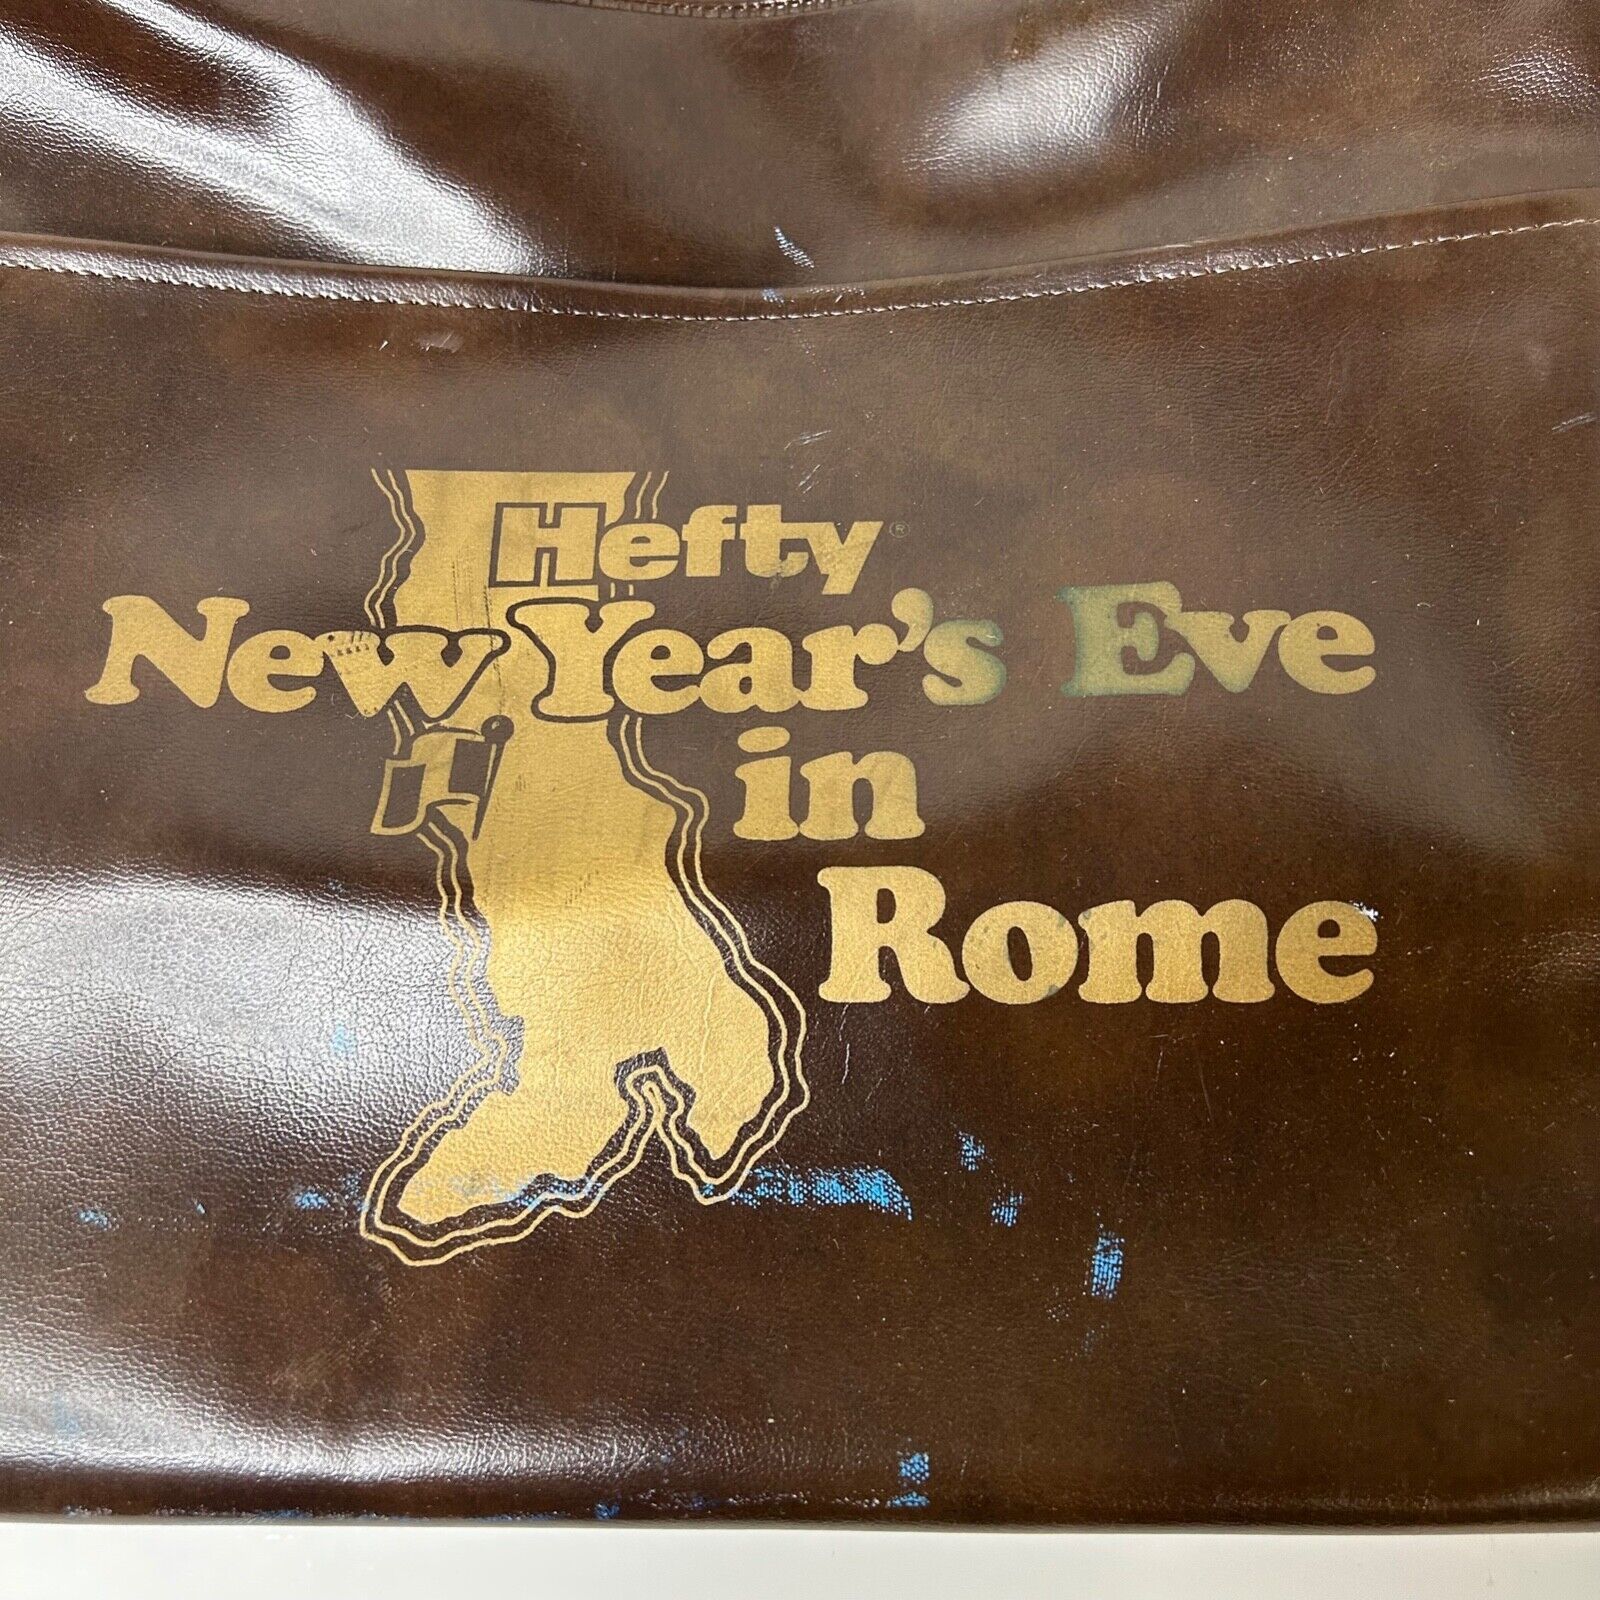 Hefty®
New Year's Eve
in
Rome